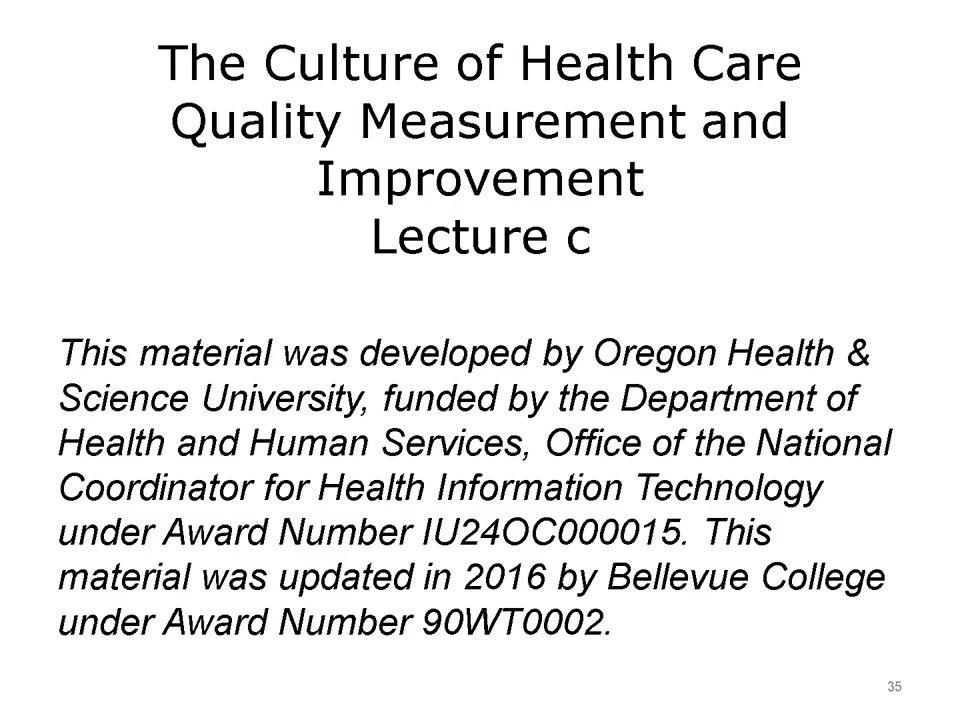 The Culture of Health Care
Quality Measurement and
Improvement
Lecture c
This material was developed by Oregon Health &
Science University, funded by the Department of
Health and Human Services, Office of the National
Coordinator for Health Information Technology
under Award Number IU24OC000015. This
material was updated in 2016 by Bellevue College
under Award Number 90WT0002.
35